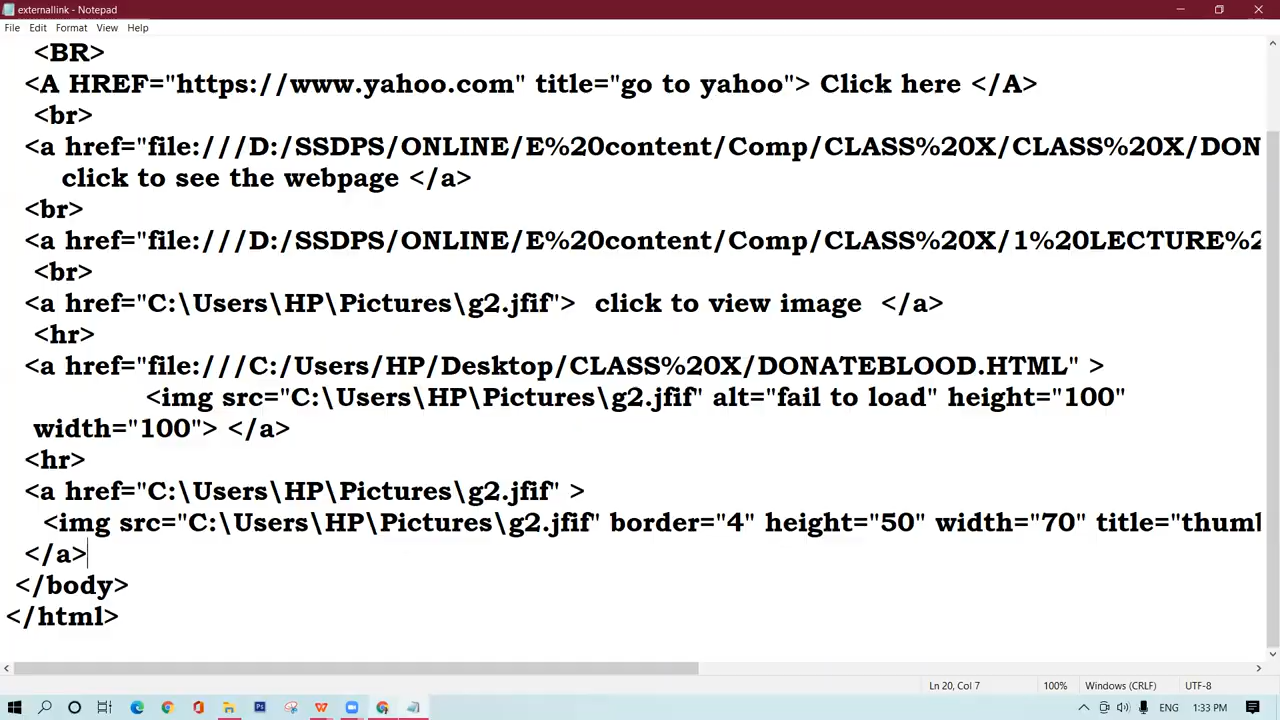 externallink - Notepad
File Edit Format View Help
<BR>
<A HREF="https://www.yahoo.com" title="go to yahoo"> Click here </A>
<br>
<a href="file:///D:/SSDPS/ONLINE/E%20content/Comp/CLASS%20X/CLASS%20X/DON
click to see the webpage </a>
<br>
<a href="file:///D:/SSDPS/ONLINE/E%20content/Comp/CLASS%20X/1%20LECTURE%2
<br>
<a href="C:\Users\HP\Pictures\g2.jfif"> click to view image </a>
<hr>
<a href="file:///C:/Users/HP/Desktop/CLASS%20X/DONATEBLOOD.HTML" >
<img src="C:\Users\HP\Pictures\g2.jfif" alt="fail to load" height="100"
width="100"> </a>
<hr>
<a href="C:\Users\HP\Pictures\g2.jfif" >
<img src="C:\Users\HP\Pictures\g2.jfif" border="4" height="50" width="70" title="thumb
</a>
</body>
</html>
Ln 20, Col 7 100% Windows (CRLF) UTF-8
ENG 1:33 PM